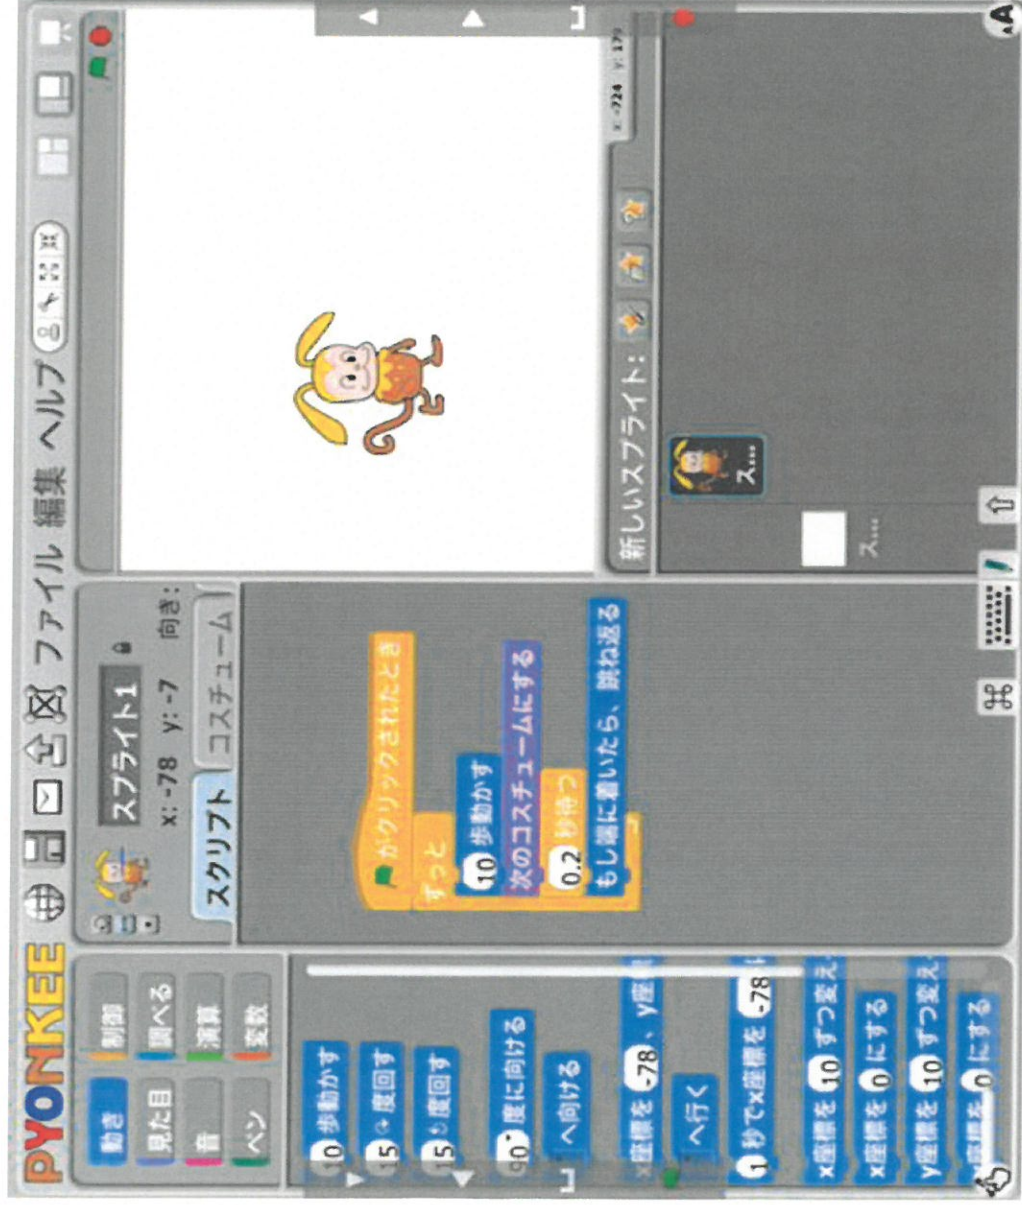 PYONKEE
ファイル 編集 ヘルプ
動き 制御
見た目 調べる
音 演算
ペン 変数
10 歩動かす
15 度回す
15 度回す
90 度に向ける
へ向ける
x座標を -78 、y座
へ行く
1 秒でx座標を -78
x座標を 10 ずつ変え
x座標を 0 にする
y座標を 10 ずつ変え
y座標を 0 にする
スプライト1
x: -78 y: -7 向き:
スクリプト コスチューム
がクリックされたとき
ずっと
10 歩動かす
次のコスチュームにする
0.2 秒待つ
もし端に着いたら、跳ね返る
x: -724 y: 179
新しいスプライト:
ス...
ス...
AA